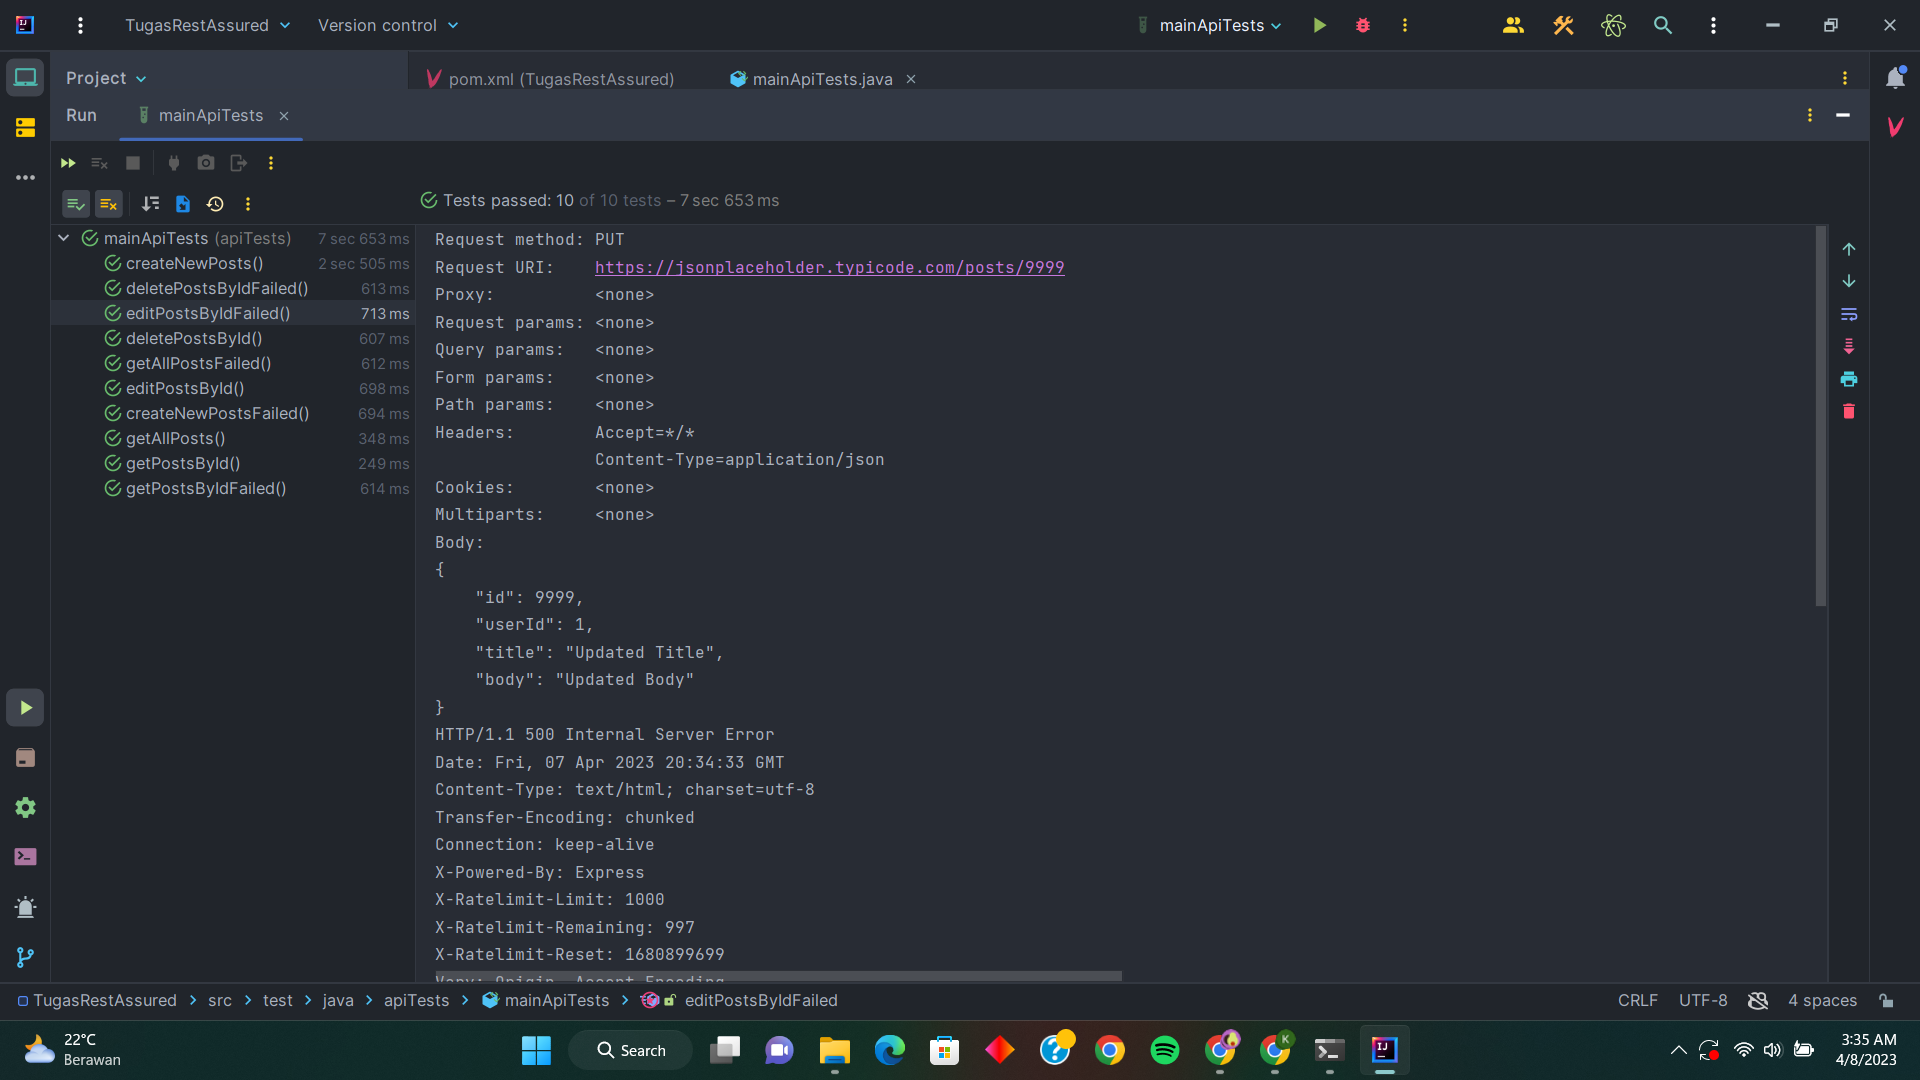 TugasRestAssured
Version control
mainApiTests
Project
pom.xml (TugasRestAssured)
mainApiTests.java
Run
mainApiTests
Tests passed: 10 of 10 tests – 7 sec 653 ms
mainApiTests (apiTests) 7 sec 653 ms
createNewPosts() 2 sec 505 ms
deletePostsByIdFailed() 613 ms
editPostsByIdFailed() 713 ms
deletePostsById() 607 ms
getAllPostsFailed() 612 ms
editPostsById() 698 ms
createNewPostsFailed() 694 ms
getAllPosts() 348 ms
getPostsById() 249 ms
getPostsByIdFailed() 614 ms
Request method: PUT
Request URI: https://jsonplaceholder.typicode.com/posts/9999
Proxy: <none>
Request params: <none>
Query params: <none>
Form params: <none>
Path params: <none>
Headers: Accept=*/*
Content-Type=application/json
Cookies: <none>
Multiparts: <none>
Body:
{
"id": 9999,
"userId": 1,
"title": "Updated Title",
"body": "Updated Body"
}
HTTP/1.1 500 Internal Server Error
Date: Fri, 07 Apr 2023 20:34:33 GMT
Content-Type: text/html; charset=utf-8
Transfer-Encoding: chunked
Connection: keep-alive
X-Powered-By: Express
X-Ratelimit-Limit: 1000
X-Ratelimit-Remaining: 997
X-Ratelimit-Reset: 1680899699
Vary: Origin, Accept-Encoding
TugasRestAssured > src > test > java > apiTests > mainApiTests > editPostsByIdFailed
CRLF UTF-8 4 spaces
22°C
Berawan
Search
3:35 AM
4/8/2023